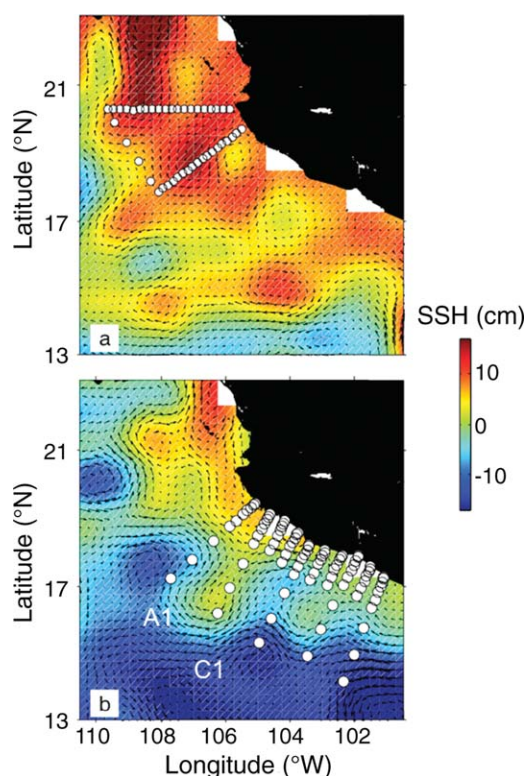 21
17
13
Latitude (°N)
a
SSH (cm)
10
0
-10
21
17
13
Latitude (°N)
A1
C1
b
110 108 106 104 102
Longitude (°W)